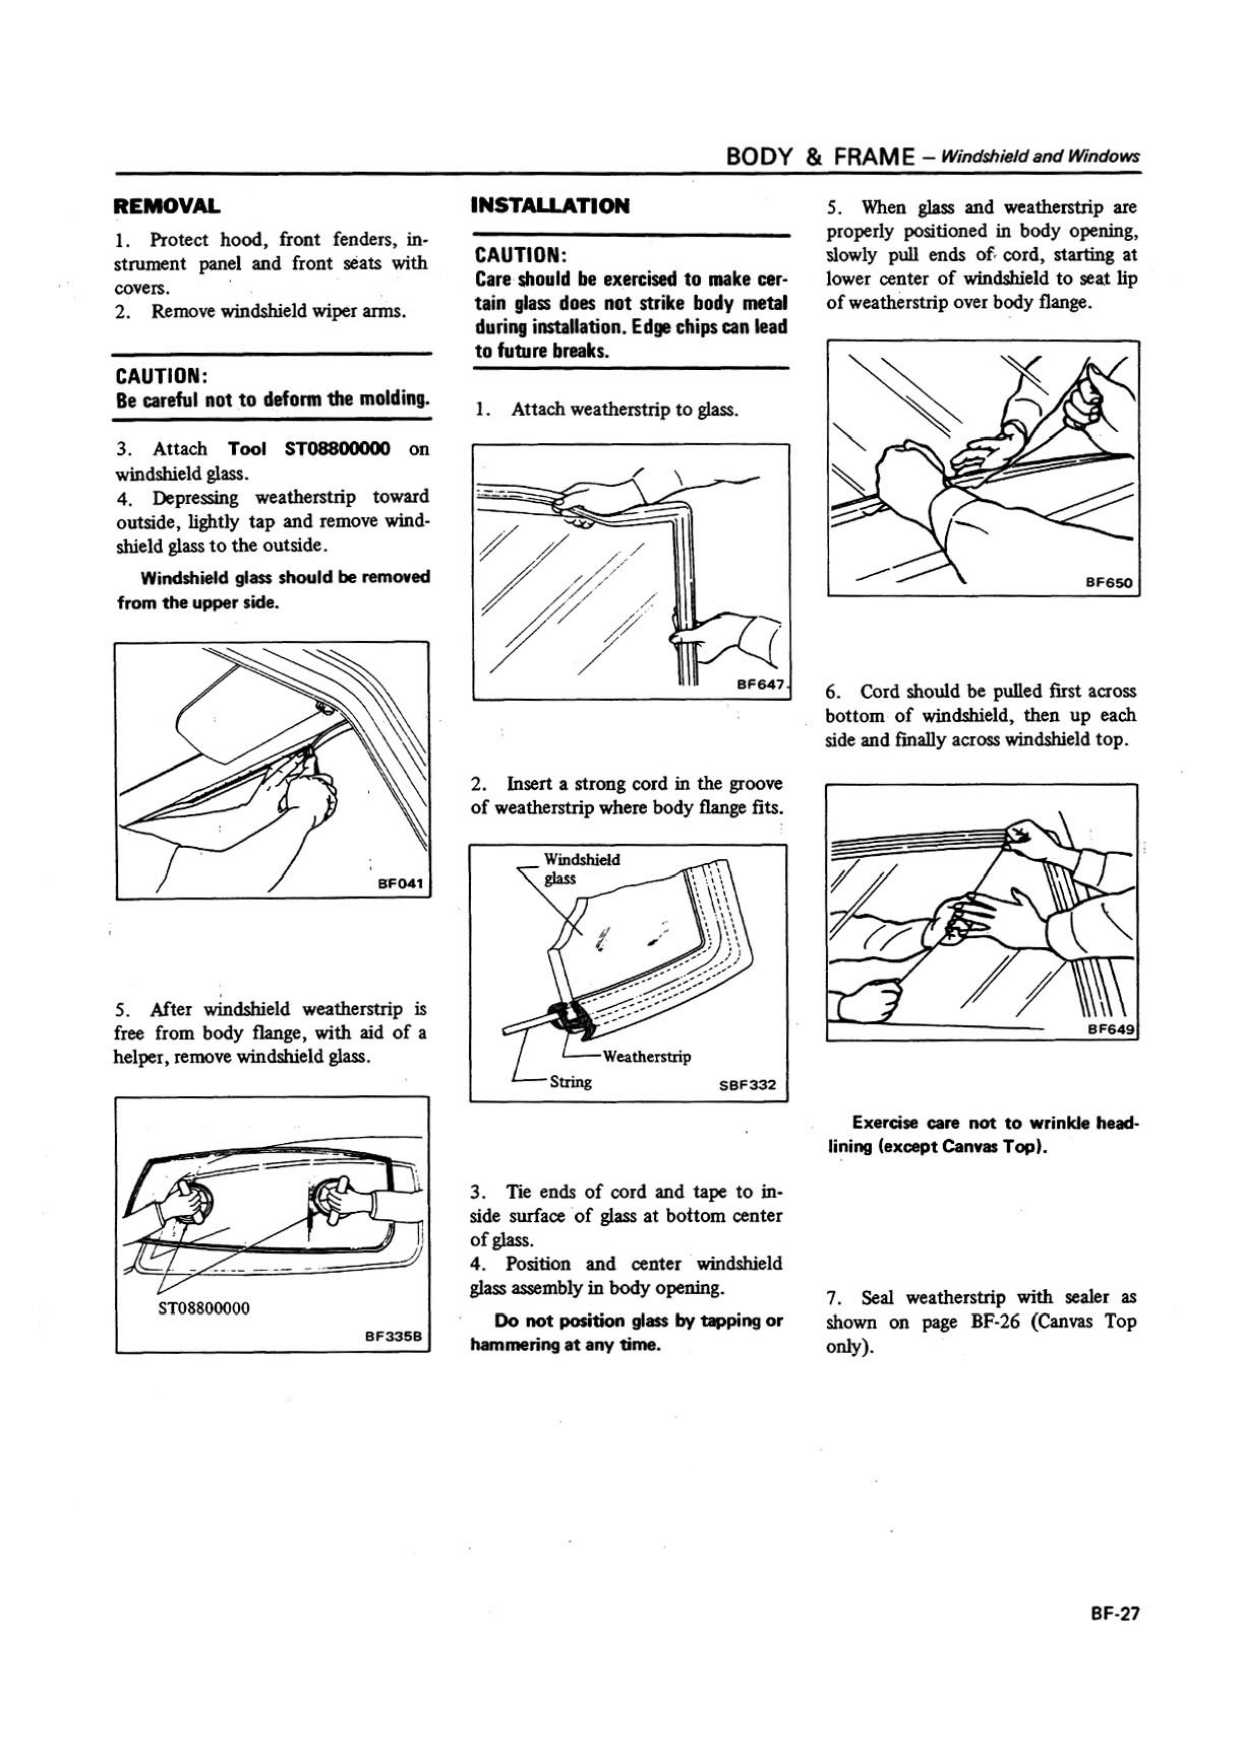 BODY & FRAME – Windshield and Windows
REMOVAL
1. Protect hood, front fenders, in-
strument panel and front seats with
covers.
2. Remove windshield wiper arms.
CAUTION:
Be careful not to deform the molding.
3. Attach Tool ST08800000 on
windshield glass.
4. Depressing weatherstrip toward
outside, lightly tap and remove wind-
shield glass to the outside.
Windshield glass should be removed
from the upper side.
BF041
5. After windshield weatherstrip is
free from body flange, with aid of a
helper, remove windshield glass.
ST08800000
BF335B
INSTALLATION
CAUTION:
Care should be exercised to make cer-
tain glass does not strike body metal
during installation. Edge chips can lead
to future breaks.
1. Attach weatherstrip to glass.
BF647
2. Insert a strong cord in the groove
of weatherstrip where body flange fits.
Windshield
glass
Weatherstrip
String
SBF332
3. Tie ends of cord and tape to in-
side surface of glass at bottom center
of glass.
4. Position and center windshield
glass assembly in body opening.
Do not position glass by tapping or
hammering at any time.
5. When glass and weatherstrip are
properly positioned in body opening,
slowly pull ends of cord, starting at
lower center of windshield to seat lip
of weatherstrip over body flange.
BF650
6. Cord should be pulled first across
bottom of windshield, then up each
side and finally across windshield top.
BF649
Exercise care not to wrinkle head-
lining (except Canvas Top).
7. Seal weatherstrip with sealer as
shown on page BF-26 (Canvas Top
only).
BF-27